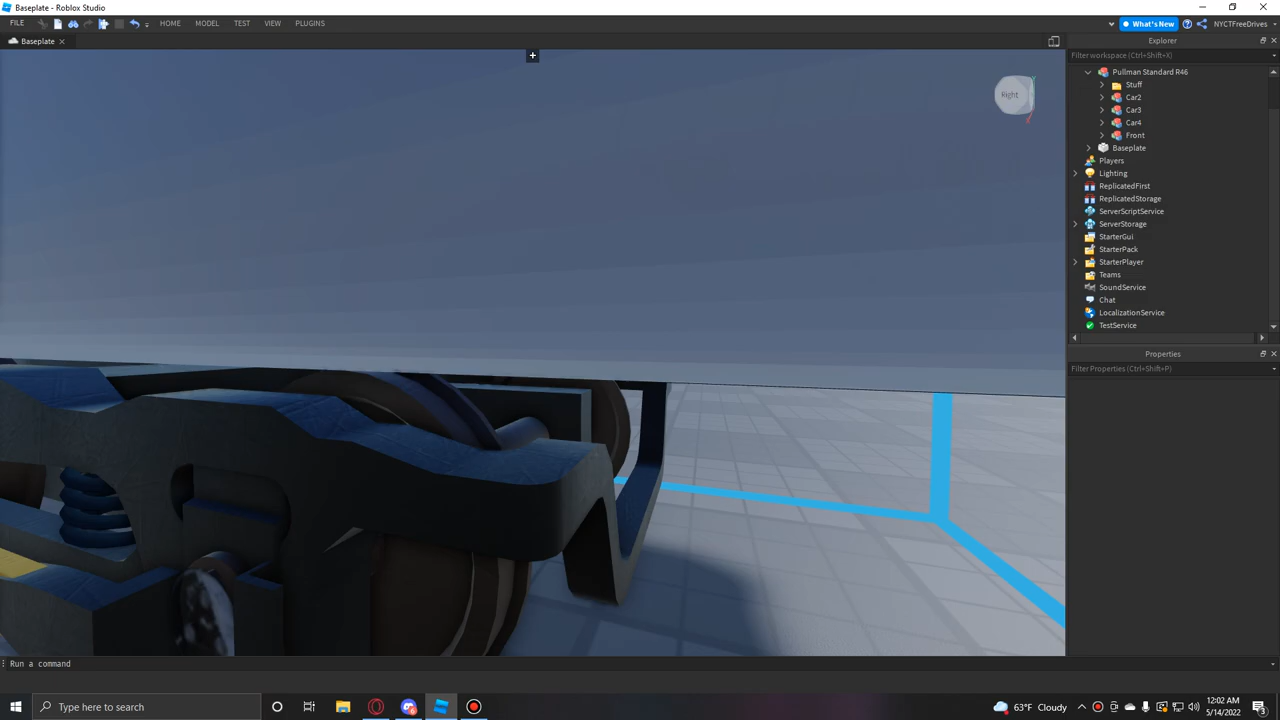 Baseplate - Roblox Studio
FILE
HOME
MODEL
TEST
VIEW
PLUGINS
What's New
NYCTFreeDrives
Baseplate
Right
Explorer
Filter workspace (Ctrl+Shift+X)
Pullman Standard R46
Stuff
Car2
Car3
Car4
Front
Baseplate
Players
Lighting
ReplicatedFirst
ReplicatedStorage
ServerScriptService
ServerStorage
StarterGui
StarterPack
StarterPlayer
Teams
SoundService
Chat
LocalizationService
TestService
Properties
Filter Properties (Ctrl+Shift+P)
Run a command
Type here to search
63°F Cloudy
12:02 AM
5/14/2022